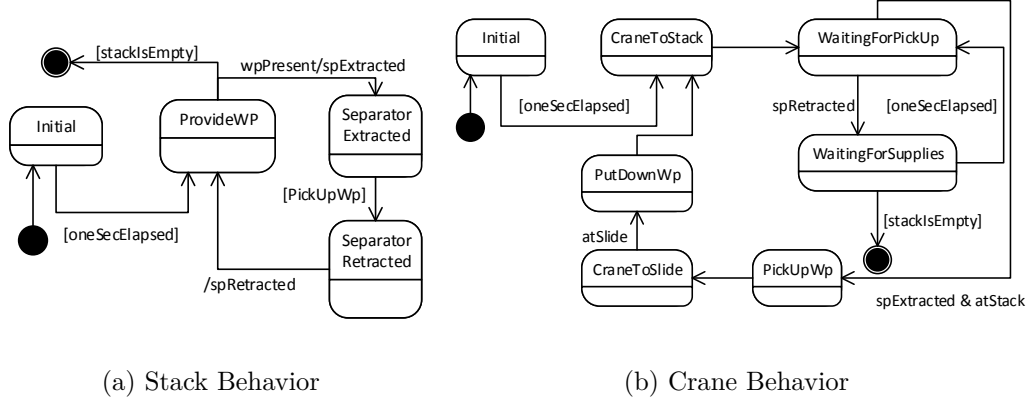 [stackIsEmpty]
wpPresent/spExtracted
Initial
ProvideWP
Separator
Extracted
[PickUpWp]
[oneSecElapsed]
Separator
Retracted
/spRetracted
(a) Stack Behavior
Initial
CraneToStack
WaitingForPickUp
[oneSecElapsed]
spRetracted
[oneSecElapsed]
WaitingForSupplies
PutDownWp
[stackIsEmpty]
atSlide
CraneToSlide
PickUpWp
spExtracted & atStack
(b) Crane Behavior